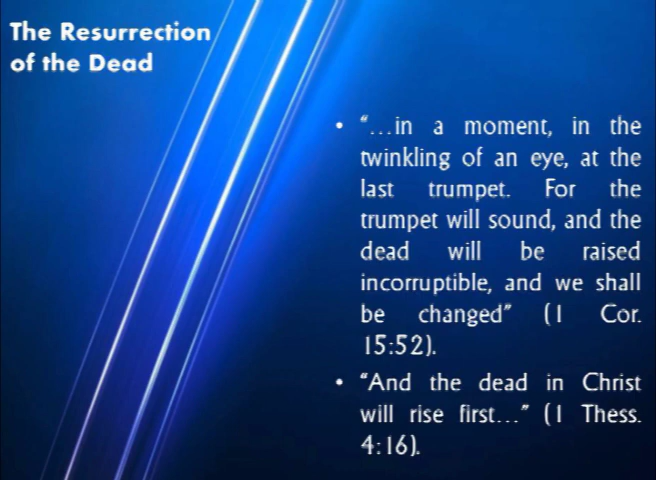 The Resurrection
of the Dead
• “…in a moment, in the
twinkling of an eye, at the
last trumpet. For the
trumpet will sound, and the
dead will be raised
incorruptible, and we shall
be changed” (1 Cor.
15:52).
• “And the dead in Christ
will rise first…” (1 Thess.
4:16).